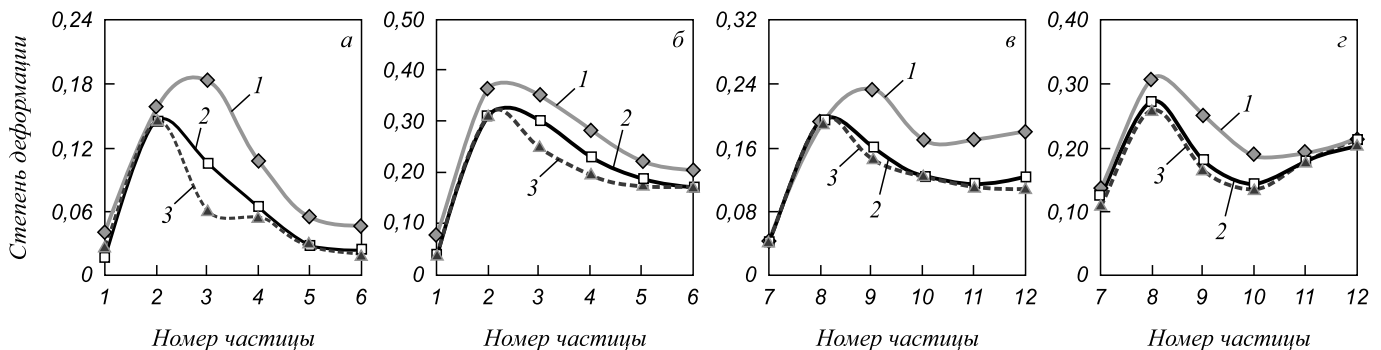 Степень деформации
0,24
0,18
0,12
0,06
0
1 2 3 4 5 6
Номер частицы
а
1
2
3
0,50
0,40
0,30
0,20
0,10
0
1 2 3 4 5 6
Номер частицы
б
1
2
3
0,32
0,24
0,16
0,08
0
7 8 9 10 11 12
Номер частицы
в
1
2
3
0,40
0,30
0,20
0,10
0
7 8 9 10 11 12
Номер частицы
г
1
2
3